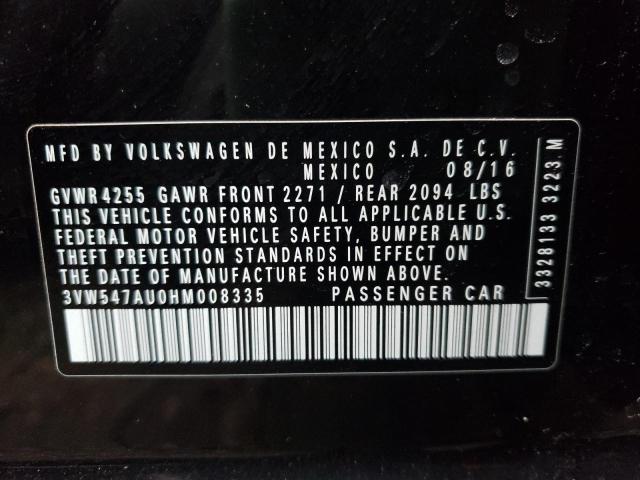 MFD BY VOLKSWAGEN DE MEXICO S.A. DE C.V.
MEXICO 08/16
GVWR4255 GAWR FRONT 2271 / REAR 2094 LBS
THIS VEHICLE CONFORMS TO ALL APPLICABLE U.S.
FEDERAL MOTOR VEHICLE SAFETY, BUMPER AND
THEFT PREVENTION STANDARDS IN EFFECT ON
THE DATE OF MANUFACTURE SHOWN ABOVE.
3VW547AU0HM008335 PASSENGER CAR
3328133 3223 M